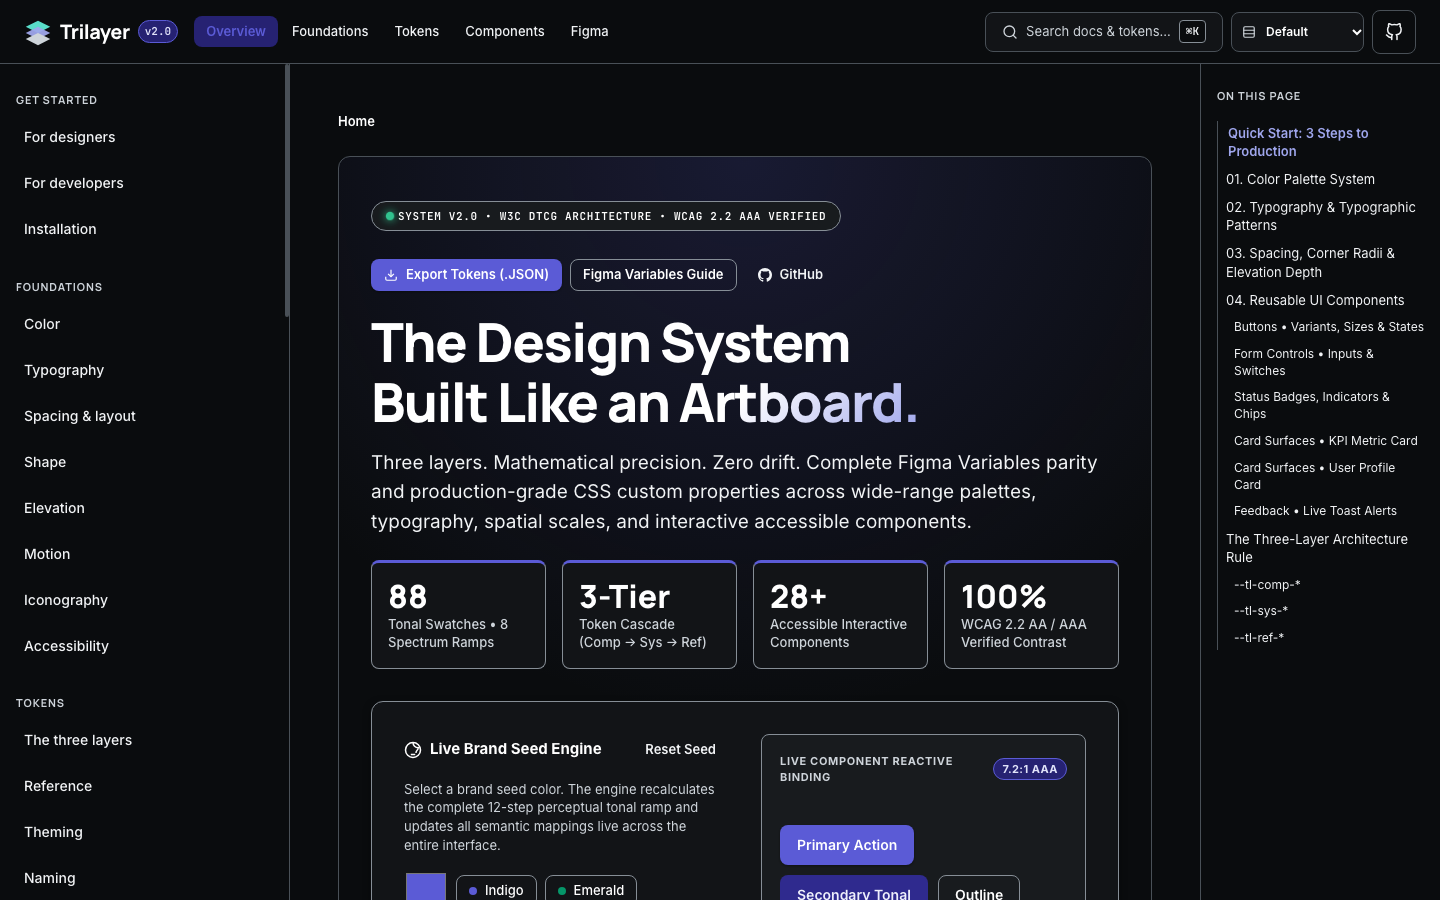 Trilayer
v2.0
Overview
Foundations
Tokens
Components
Figma
Search docs & tokens...
⌘K
Default
GET STARTED
For designers
For developers
Installation
FOUNDATIONS
Color
Typography
Spacing & layout
Shape
Elevation
Motion
Iconography
Accessibility
TOKENS
The three layers
Reference
Theming
Naming
Home
SYSTEM V2.0 • W3C DTCG ARCHITECTURE • WCAG 2.2 AAA VERIFIED
Export Tokens (.JSON)
Figma Variables Guide
GitHub
The Design System
Built Like an Artboard.
Three layers. Mathematical precision. Zero drift. Complete Figma Variables parity
and production-grade CSS custom properties across wide-range palettes,
typography, spatial scales, and interactive accessible components.
88
Tonal Swatches • 8
Spectrum Ramps
3-Tier
Token Cascade
(Comp → Sys → Ref)
28+
Accessible Interactive
Components
100%
WCAG 2.2 AA / AAA
Verified Contrast
Live Brand Seed Engine
Reset Seed
Select a brand seed color. The engine recalculates
the complete 12-step perceptual tonal ramp and
updates all semantic mappings live across the
entire interface.
Indigo
Emerald
LIVE COMPONENT REACTIVE
BINDING
7.2:1 AAA
Primary Action
Secondary Tonal
Outline
ON THIS PAGE
Quick Start: 3 Steps to
Production
01. Color Palette System
02. Typography & Typographic
Patterns
03. Spacing, Corner Radii &
Elevation Depth
04. Reusable UI Components
Buttons • Variants, Sizes & States
Form Controls • Inputs &
Switches
Status Badges, Indicators &
Chips
Card Surfaces • KPI Metric Card
Card Surfaces • User Profile
Card
Feedback • Live Toast Alerts
The Three-Layer Architecture
Rule
--tl-comp-*
--tl-sys-*
--tl-ref-*